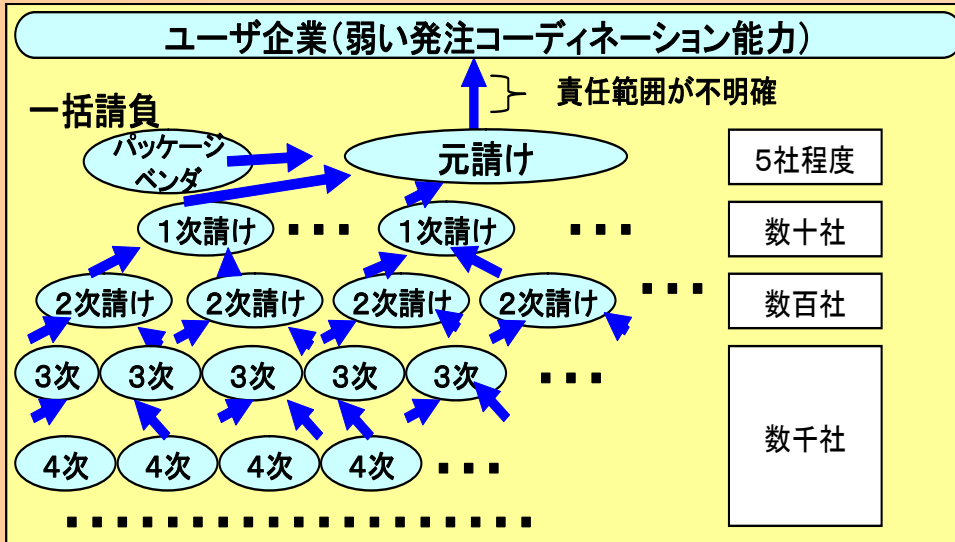 ユーザ企業(弱い発注コーディネーション能力)
責任範囲が不明確
一括請負
パッケージ
ベンダ
元請け
5社程度
1次請け
・・・
1次請け
・・・
数十社
2次請け
2次請け
2次請け
2次請け
・・・
数百社
3次
3次
3次
3次
3次
・・・
数千社
4次
4次
4次
4次
・・・
・・・・・・・・・・・・・・・・・・